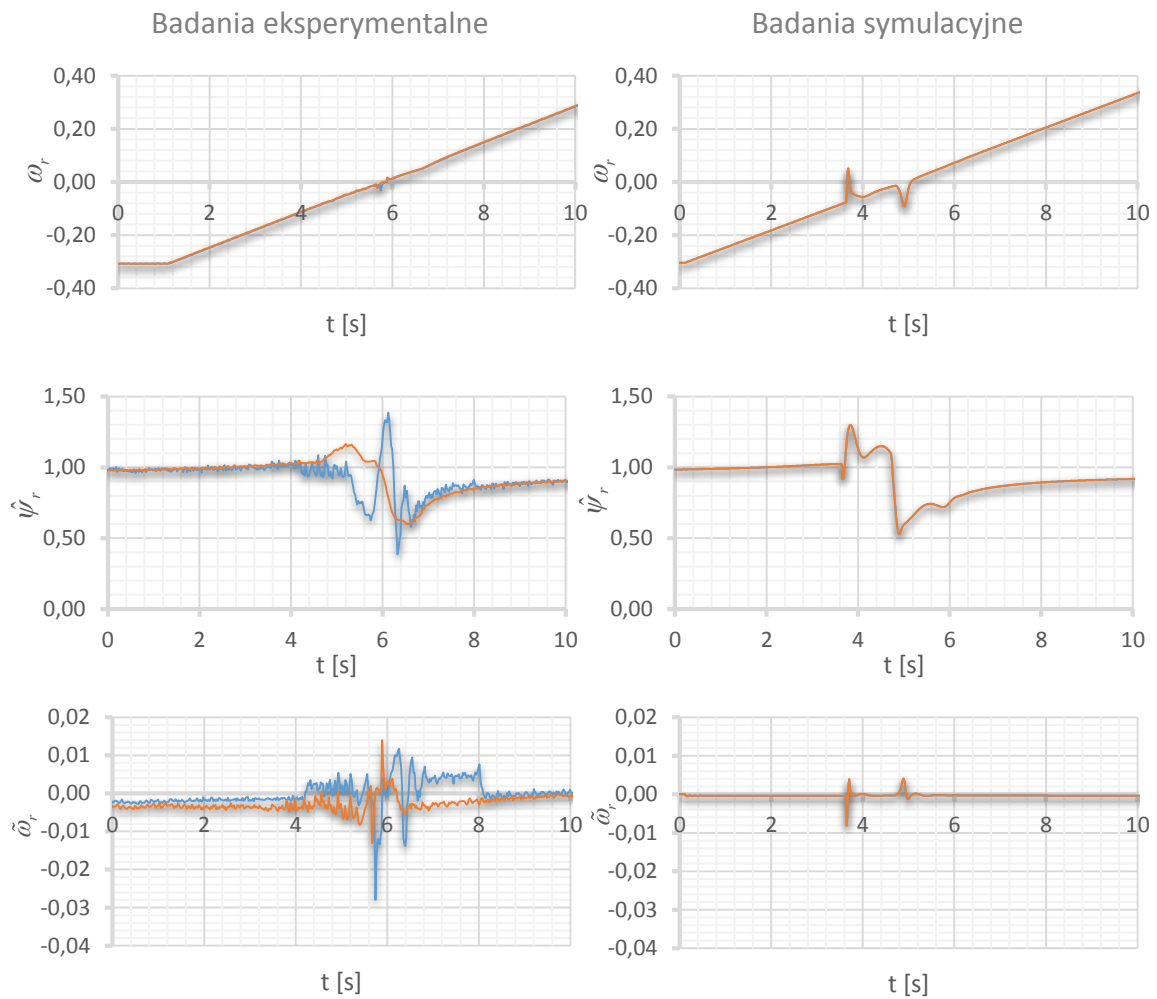 Badania eksperymentalne
Badania symulacyjne
0,40
0,20
0,00
-0,20
-0,40
0 2 4 6 8 10
ω_r
t [s]
0,40
0,20
0,00
-0,20
-0,40
0 2 4 6 8 10
ω_r
t [s]
1,50
1,00
0,50
0,00
0 2 4 6 8 10
ψ̂_r
t [s]
1,50
1,00
0,50
0,00
0 2 4 6 8 10
ψ̂_r
t [s]
0,02
0,01
0,00
-0,01
-0,02
-0,03
-0,04
0 2 4 6 8 10
ω̃_r
t [s]
0,02
0,01
0,00
-0,01
-0,02
-0,03
-0,04
0 2 4 6 8 10
ω̃_r
t [s]